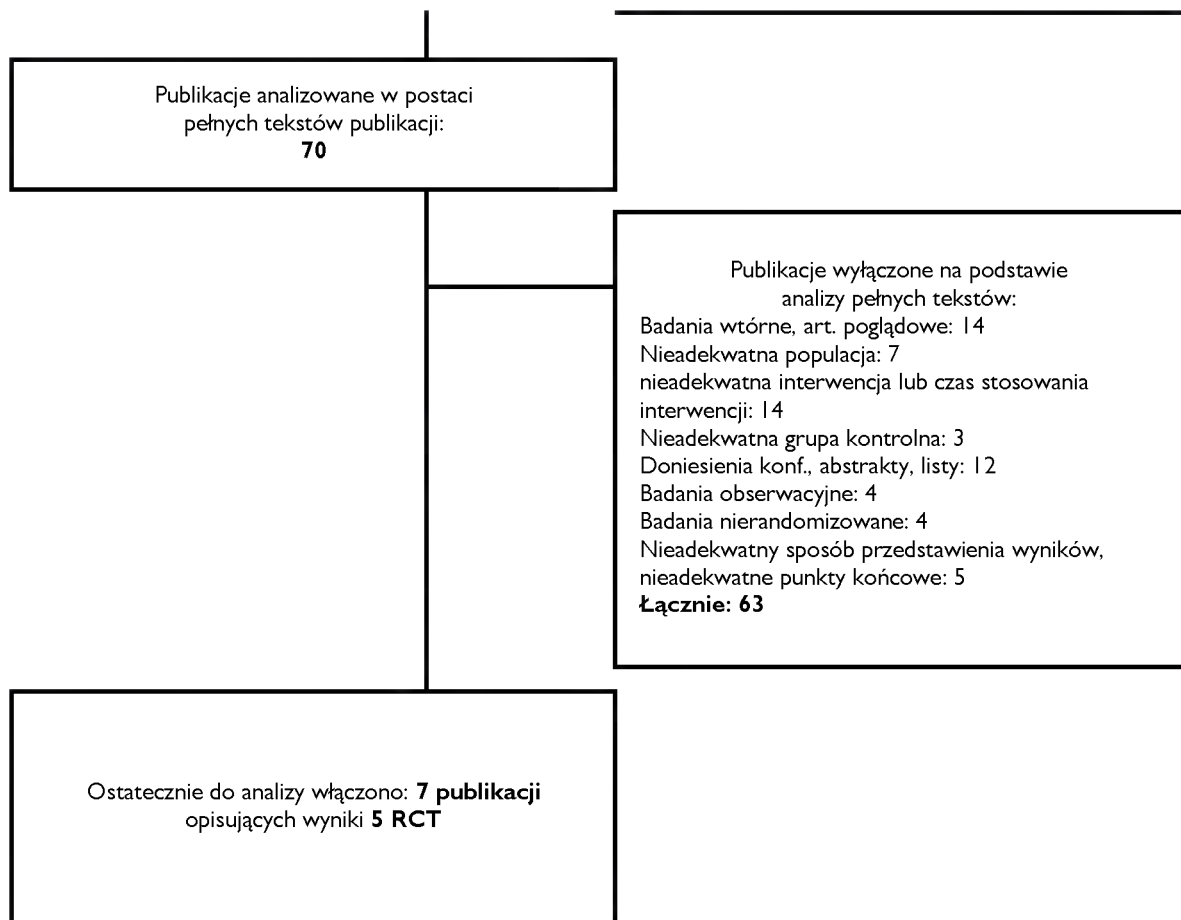 Publikacje analizowane w postaci
pełnych tekstów publikacji:
70
Publikacje wyłączone na podstawie
analizy pełnych tekstów:
Badania wtórne, art. poglądowe: 14
Nieadekwatna populacja: 7
nieadekwatna interwencja lub czas stosowania
interwencji: 14
Nieadekwatna grupa kontrolna: 3
Doniesienia konf., abstrakty, listy: 12
Badania obserwacyjne: 4
Badania nierandomizowane: 4
Nieadekwatny sposób przedstawienia wyników,
nieadekwatne punkty końcowe: 5
Łącznie: 63
Ostatecznie do analizy włączono: 7 publikacji
opisujących wyniki 5 RCT